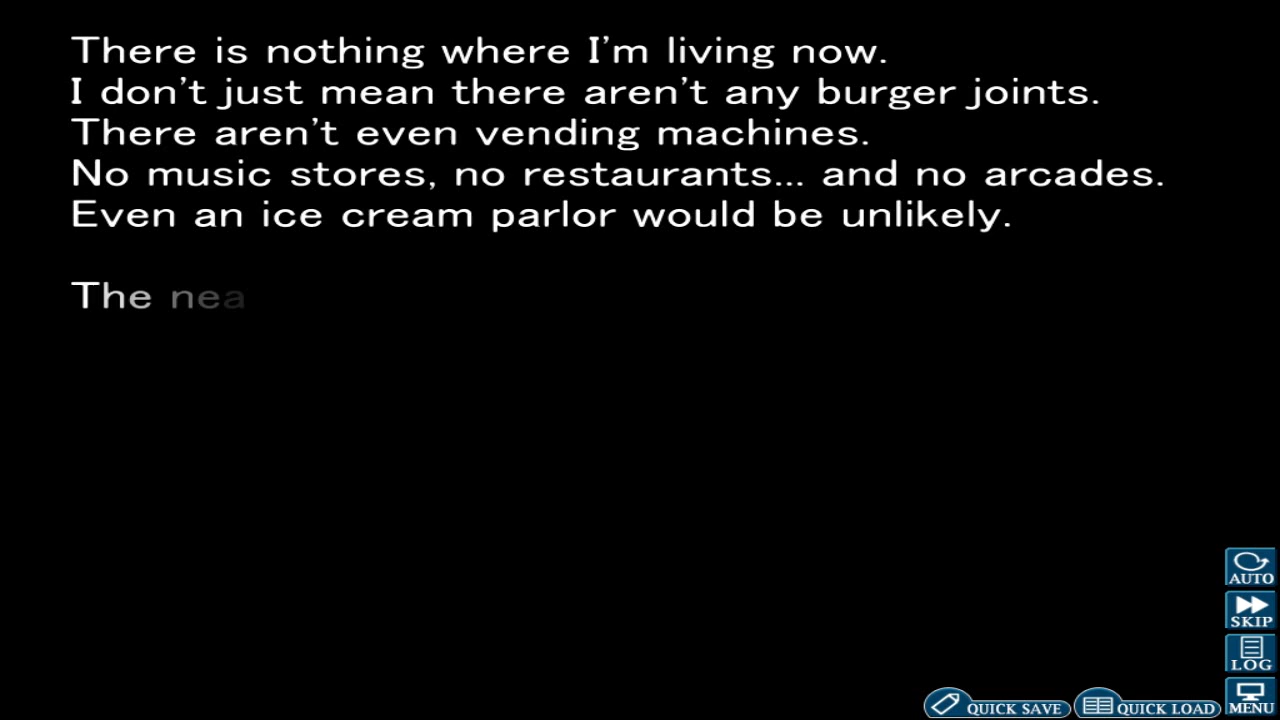 There is nothing where I'm living now.
I don't just mean there aren't any burger joints.
There aren't even vending machines.
No music stores, no restaurants... and no arcades.
Even an ice cream parlor would be unlikely.
The nea
AUTO
SKIP
LOG
QUICK SAVE
QUICK LOAD
MENU